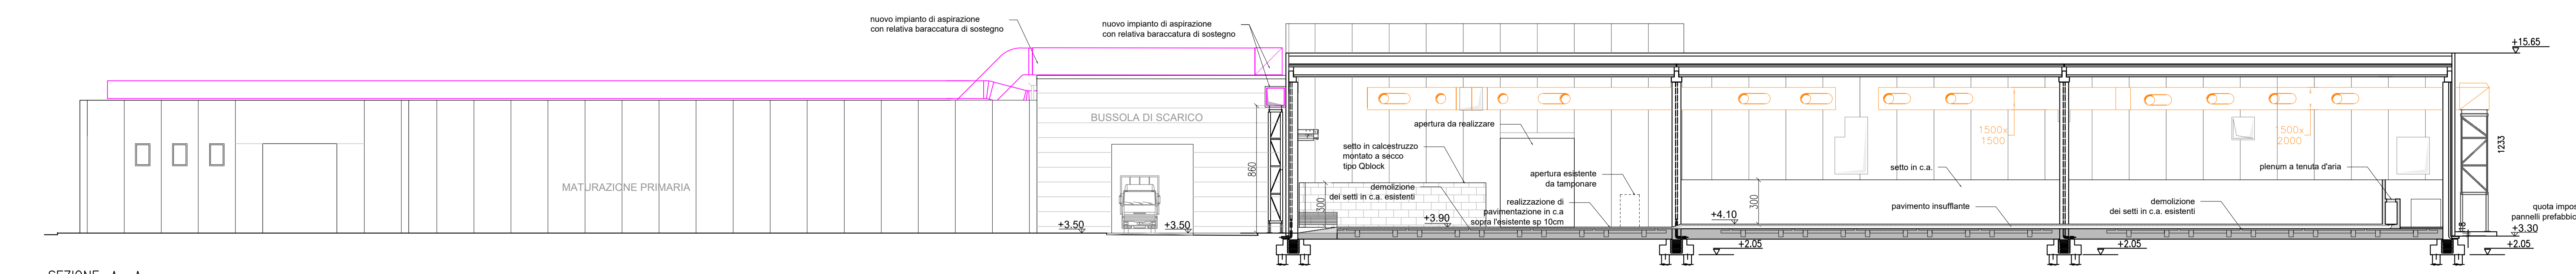 nuovo impianto di aspirazione
con relativa baraccatura di sostegno
nuovo impianto di aspirazione
con relativa baraccatura di sostegno
+15.65
BUSSOLA DI SCARICO
MATURAZIONE PRIMARIA
860
+3.50
+3.50
apertura da realizzare
setto in calcestruzzo
montato a secco
tipo Qblock
demolizione
dei setti in c.a. esistenti
300
apertura esistente
da tamponare
realizzazione di
pavimentazione in c.a
sopra l'esistente sp 10cm
+3.90
+4.10
300
1500x
1500
setto in c.a.
pavimento insufflante
1500x
2000
plenum a tenuta d'aria
demolizione
dei setti in c.a. esistenti
1233
quota impos
pannelli prefabbric
+3.30
+2.05
+2.05
+2.05
SEZIONE A - A